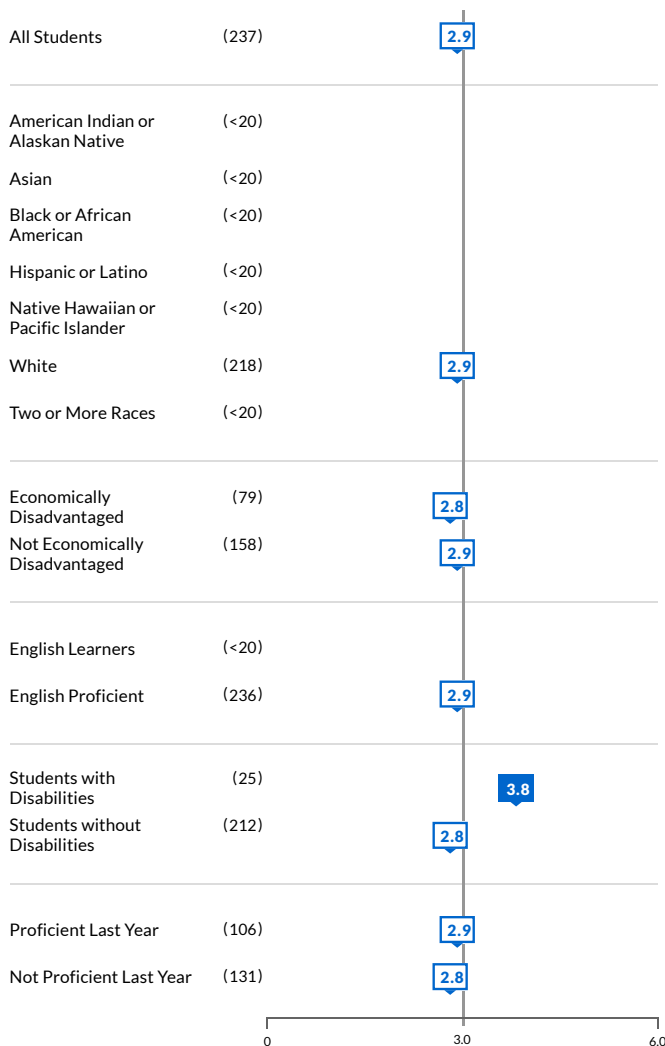 All Students (237) 2.9
American Indian or (<20)
Alaskan Native
Asian (<20)
Black or African (<20)
American
Hispanic or Latino (<20)
Native Hawaiian or (<20)
Pacific Islander
White (218) 2.9
Two or More Races (<20)
Economically (79) 2.8
Disadvantaged
Not Economically (158) 2.9
Disadvantaged
English Learners (<20)
English Proficient (236) 2.9
Students with (25) 3.8
Disabilities
Students without (212) 2.8
Disabilities
Proficient Last Year (106) 2.9
Not Proficient Last Year (131) 2.8
0 3.0 6.0